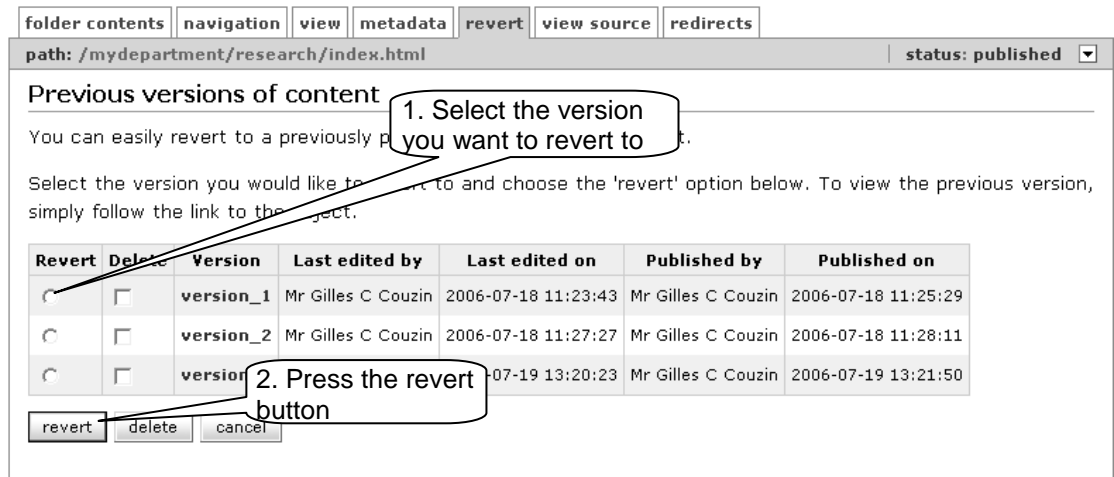 folder contents navigation view metadata revert view source redirects
path: /mydepartment/research/index.html status: published
Previous versions of content
1. Select the version
you want to revert to
You can easily revert to a previously
Select the version you would like to to and choose the 'revert' option below. To view the previous version,
simply follow the link to the
Revert Delete Version Last edited by Last edited on Published by Published on
version_1 Mr Gilles C Couzin 2006-07-18 11:23:43 Mr Gilles C Couzin 2006-07-18 11:25:29
version_2 Mr Gilles C Couzin 2006-07-18 11:27:27 Mr Gilles C Couzin 2006-07-18 11:28:11
version 07-19 13:20:23 Mr Gilles C Couzin 2006-07-19 13:21:50
2. Press the revert
button
revert delete cancel